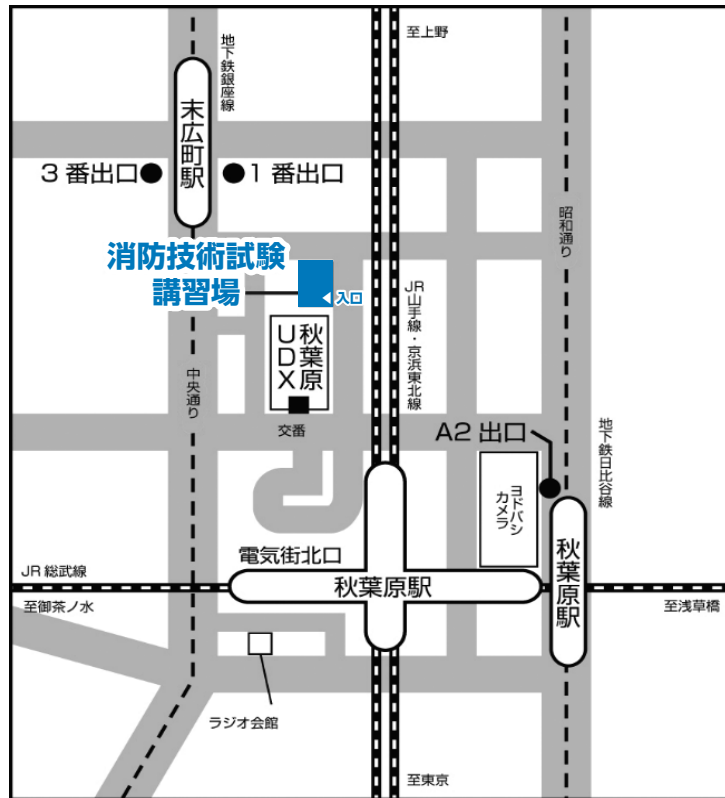 至上野
地下鉄銀座線
末広町駅
3番出口
1番出口
昭和通り
消防技術試験
講習場
入口
JR
山手線・京浜東北線
秋葉原
UDX
中央通り
交番
A2出口
地下鉄日比谷線
ヨドバシ
カメラ
電気街北口
秋葉原駅
秋葉原駅
JR総武線
至御茶ノ水
至浅草橋
ラジオ会館
至東京